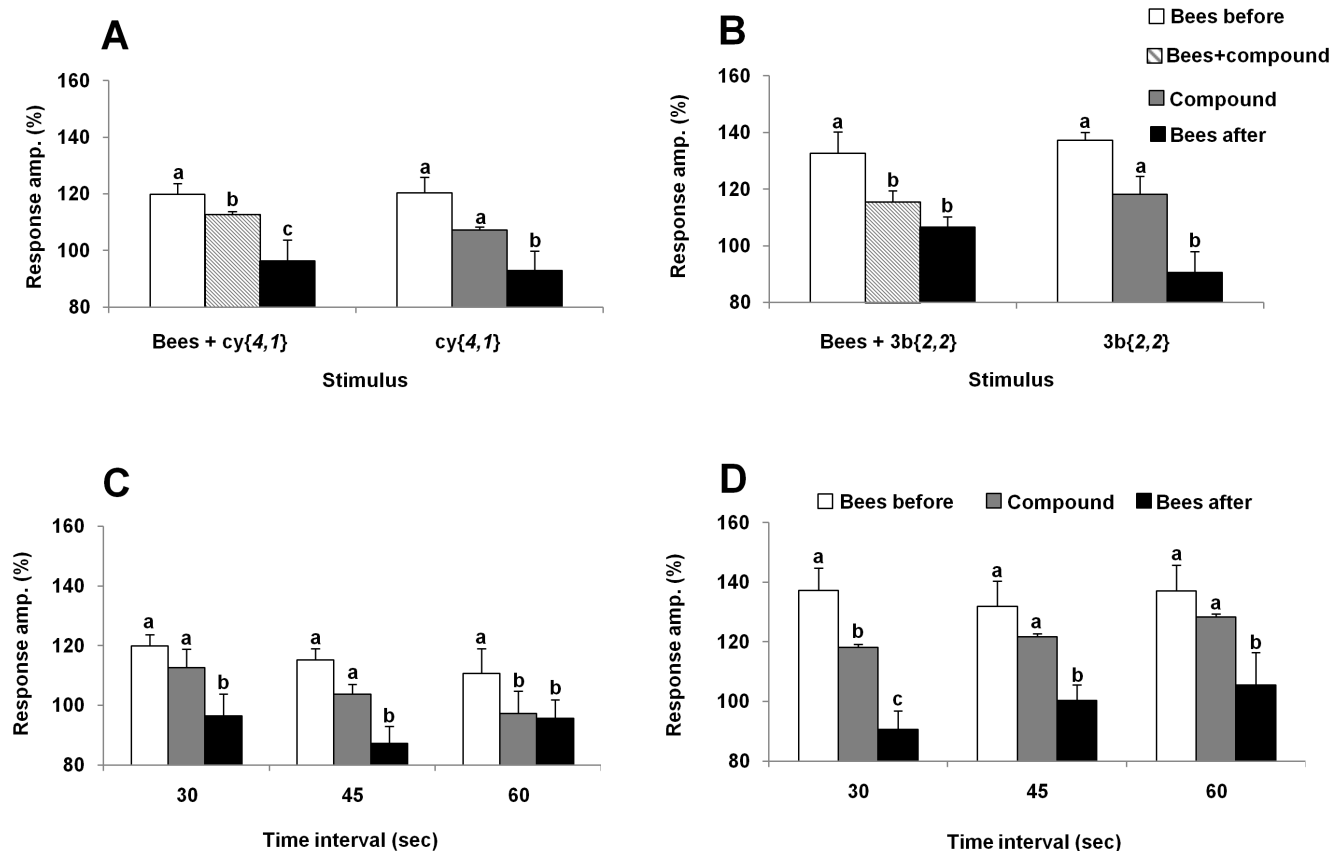 A
160
140
120
100
80
Response amp. (%)
a
b
c
a
a
b
Bees + cy{4,1}
cy{4,1}
Stimulus
B
Bees before
Bees+compound
Compound
Bees after
160
140
120
100
80
Response amp. (%)
a
b
b
a
a
b
Bees + 3b{2,2}
3b{2,2}
Stimulus
C
160
140
120
100
80
Response amp. (%)
a
a
b
a
a
b
a
b
b
30
45
60
Time interval (sec)
D
Bees before
Compound
Bees after
160
140
120
100
80
Response amp. (%)
a
b
c
a
a
b
a
a
b
30
45
60
Time interval (sec)